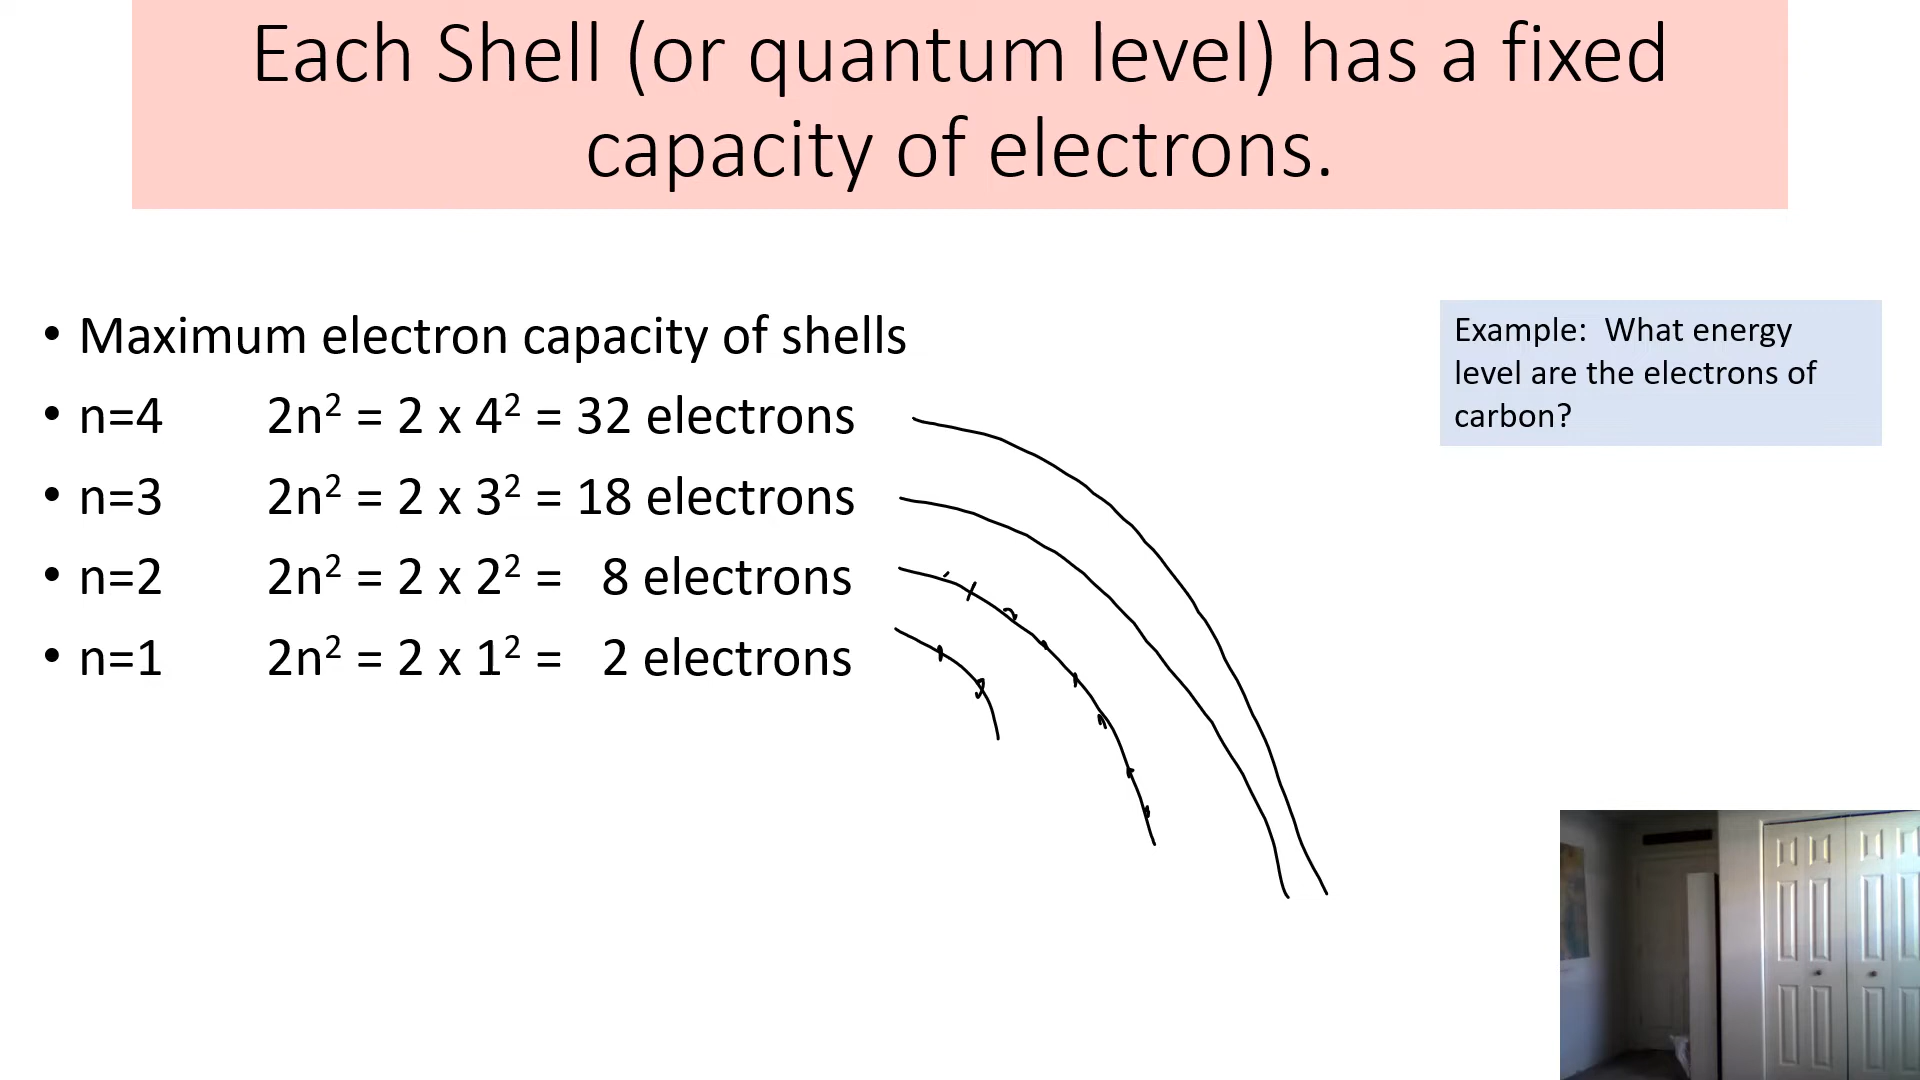 Each Shell (or quantum level) has a fixed
capacity of electrons.
• Maximum electron capacity of shells
• n=4 2n² = 2 x 4² = 32 electrons
• n=3 2n² = 2 x 3² = 18 electrons
• n=2 2n² = 2 x 2² = 8 electrons
• n=1 2n² = 2 x 1² = 2 electrons
Example: What energy
level are the electrons of
carbon?